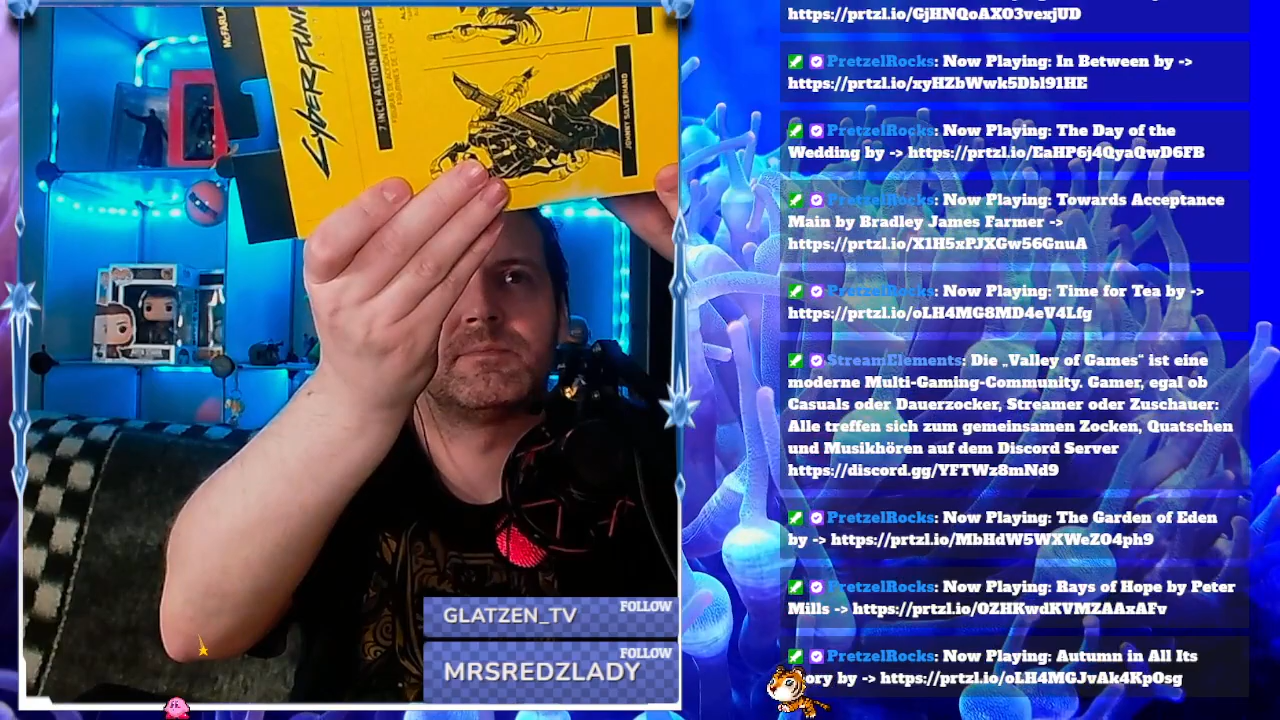 McFARLA
CYBERPUN
7 INCH ACTION FIGURES
JOHNNY SILVERHAND
FOLLOW
GLATZEN_TV
FOLLOW
MRSREDZLADY
https://prtzl.io/GjHNQoAXO3vexjUD
PretzelRocks: Now Playing: In Between by ->
https://prtzl.io/xyHZbWwk5Dbl91HE
PretzelRocks: Now Playing: The Day of the
Wedding by -> https://prtzl.io/EaHP6j4QyaQwD6FB
PretzelRocks: Now Playing: Towards Acceptance
Main by Bradley James Farmer ->
https://prtzl.io/X1H5xPJXGw56GnuA
PretzelRocks: Now Playing: Time for Tea by ->
https://prtzl.io/oLH4MG8MD4eV4Lfg
StreamElements: Die „Valley of Games“ ist eine
moderne Multi-Gaming-Community. Gamer, egal ob
Casuals oder Dauerzocker, Streamer oder Zuschauer:
Alle treffen sich zum gemeinsamen Zocken, Quatschen
und Musikhören auf dem Discord Server
https://discord.gg/YFTWz8mNd9
PretzelRocks: Now Playing: The Garden of Eden
by -> https://prtzl.io/MbHdW5WXWeZO4ph9
PretzelRocks: Now Playing: Rays of Hope by Peter
Mills -> https://prtzl.io/OZHKwdKVMZAAxAFv
PretzelRocks: Now Playing: Autumn in All Its
ory by -> https://prtzl.io/oLH4MGJvAk4KpOsg